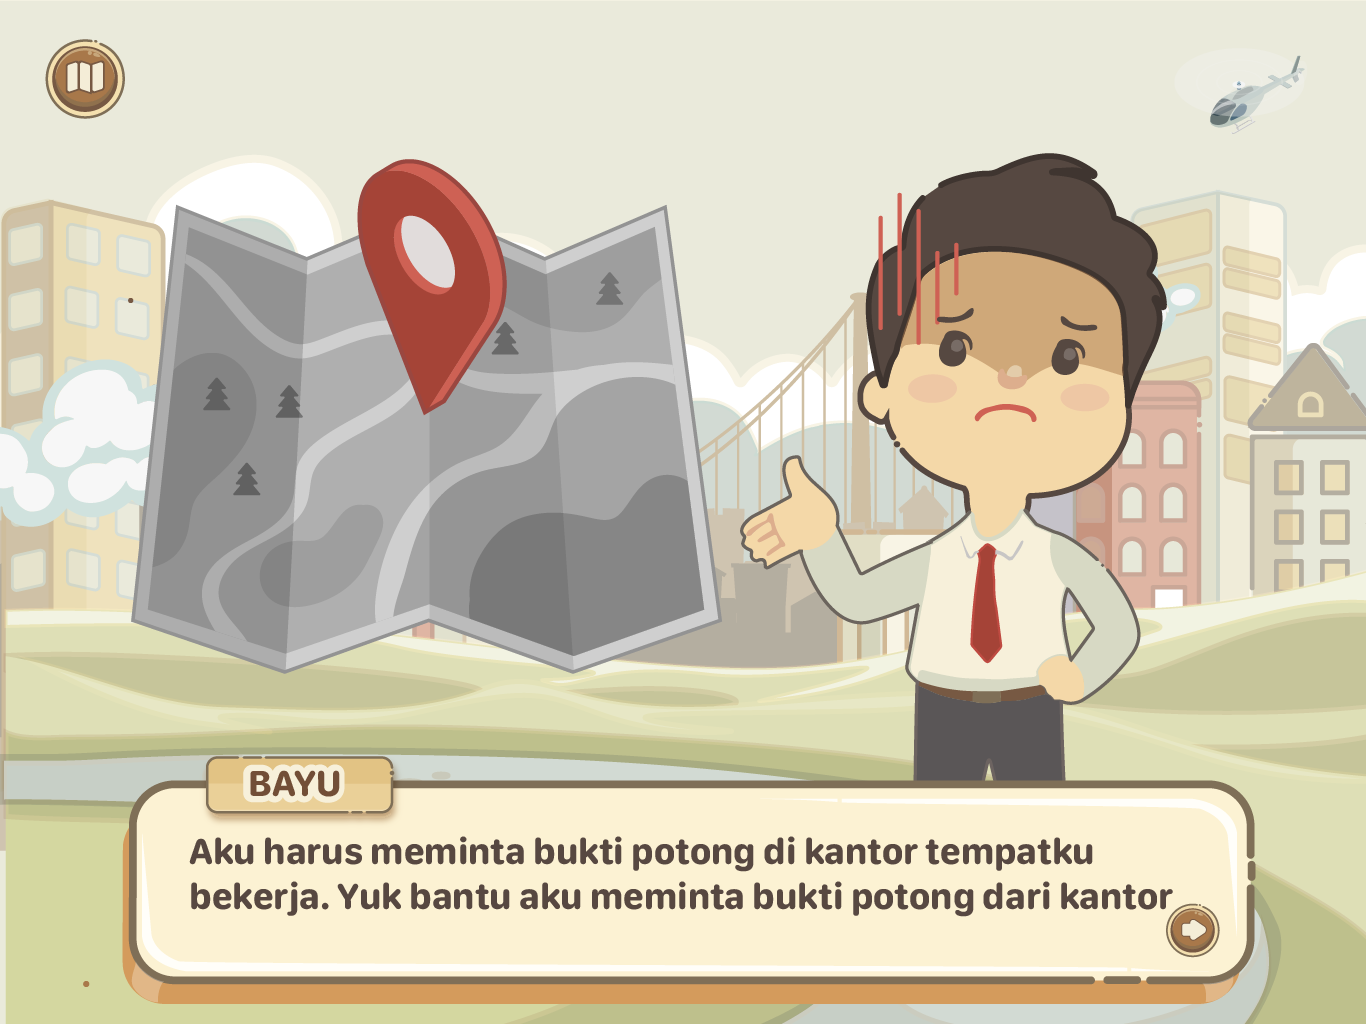 BAYU
Aku harus meminta bukti potong di kantor tempatku
bekerja. Yuk bantu aku meminta bukti potong dari kantor